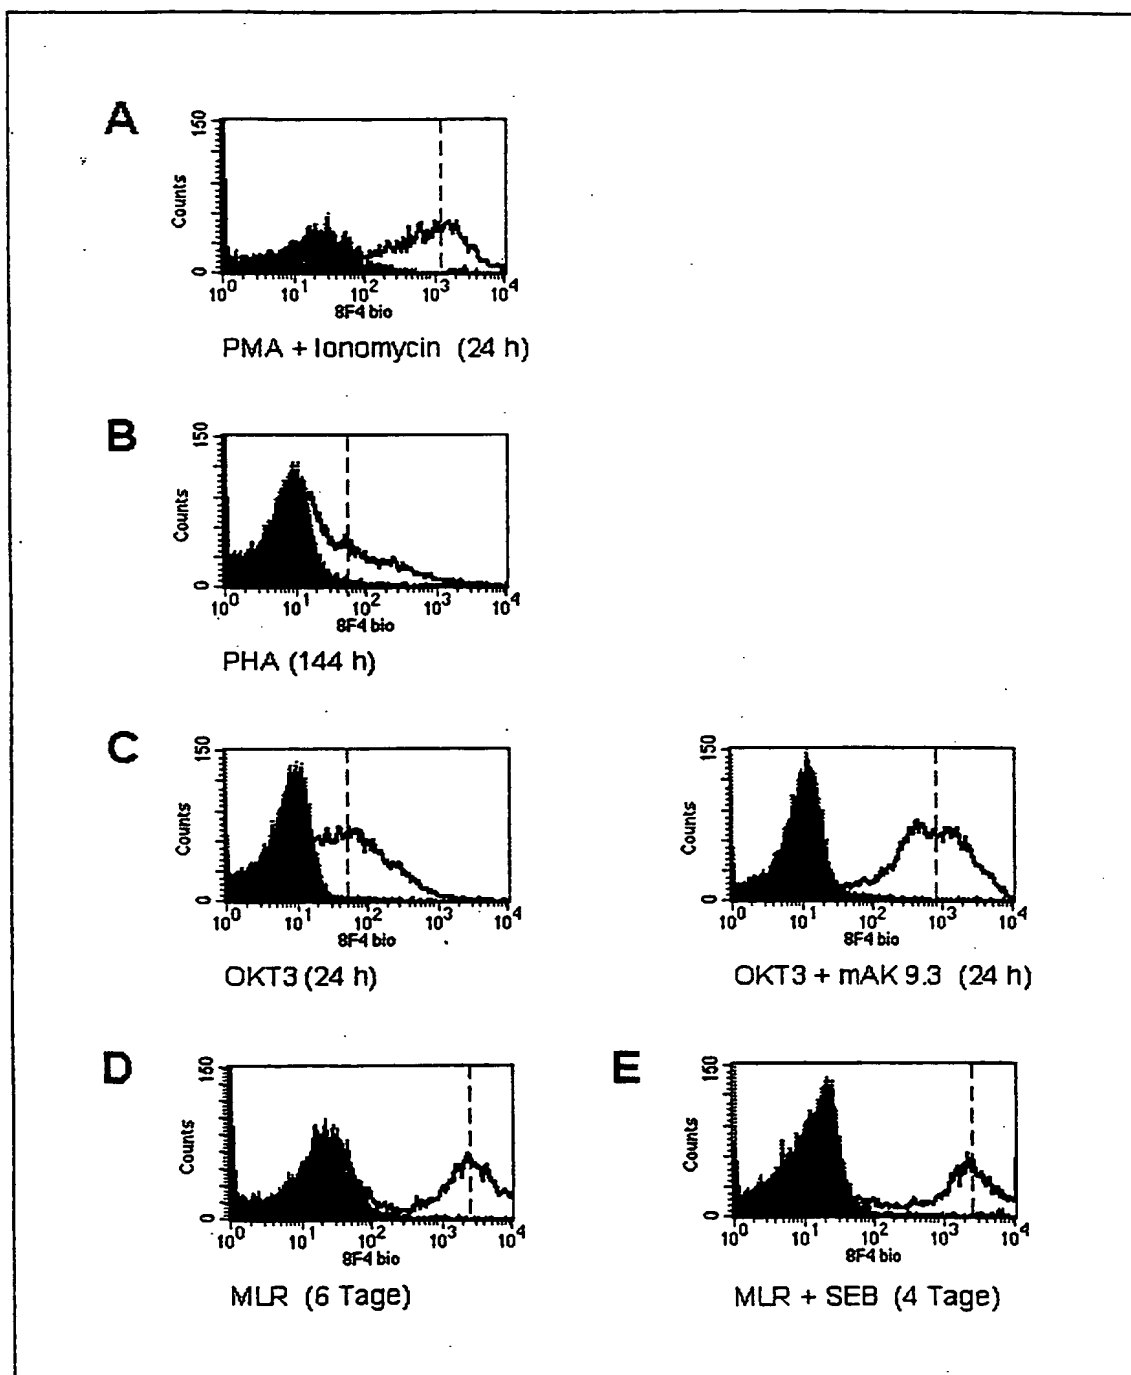 A
150
Counts
0
10^0 10^1 10^2 10^3 10^4
8F4 bio
PMA + Ionomycin (24 h)
B
150
Counts
0
10^0 10^1 10^2 10^3 10^4
8F4 bio
PHA (144 h)
C
150
Counts
0
10^0 10^1 10^2 10^3 10^4
8F4 bio
OKT3 (24 h)
150
Counts
0
10^0 10^1 10^2 10^3 10^4
8F4 bio
OKT3 + mAK 9.3 (24 h)
D
150
Counts
0
10^0 10^1 10^2 10^3 10^4
8F4 bio
MLR (6 Tage)
E
150
Counts
0
10^0 10^1 10^2 10^3 10^4
8F4 bio
MLR + SEB (4 Tage)